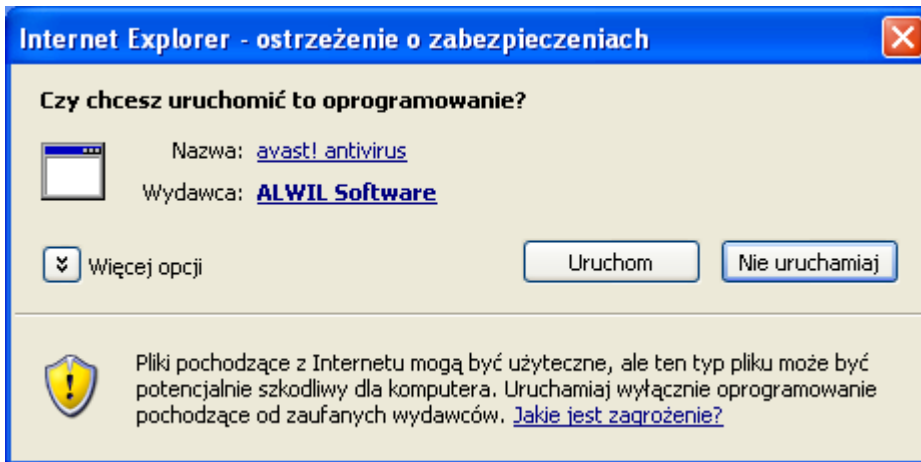 Internet Explorer - ostrzeżenie o zabezpieczeniach
Czy chcesz uruchomić to oprogramowanie?
Nazwa: avast! antivirus
Wydawca: ALWIL Software
Więcej opcji Uruchom Nie uruchamiaj
Pliki pochodzące z Internetu mogą być użyteczne, ale ten typ pliku może być
potencjalnie szkodliwy dla komputera. Uruchamiaj wyłącznie oprogramowanie
pochodzące od zaufanych wydawców. Jakie jest zagrożenie?